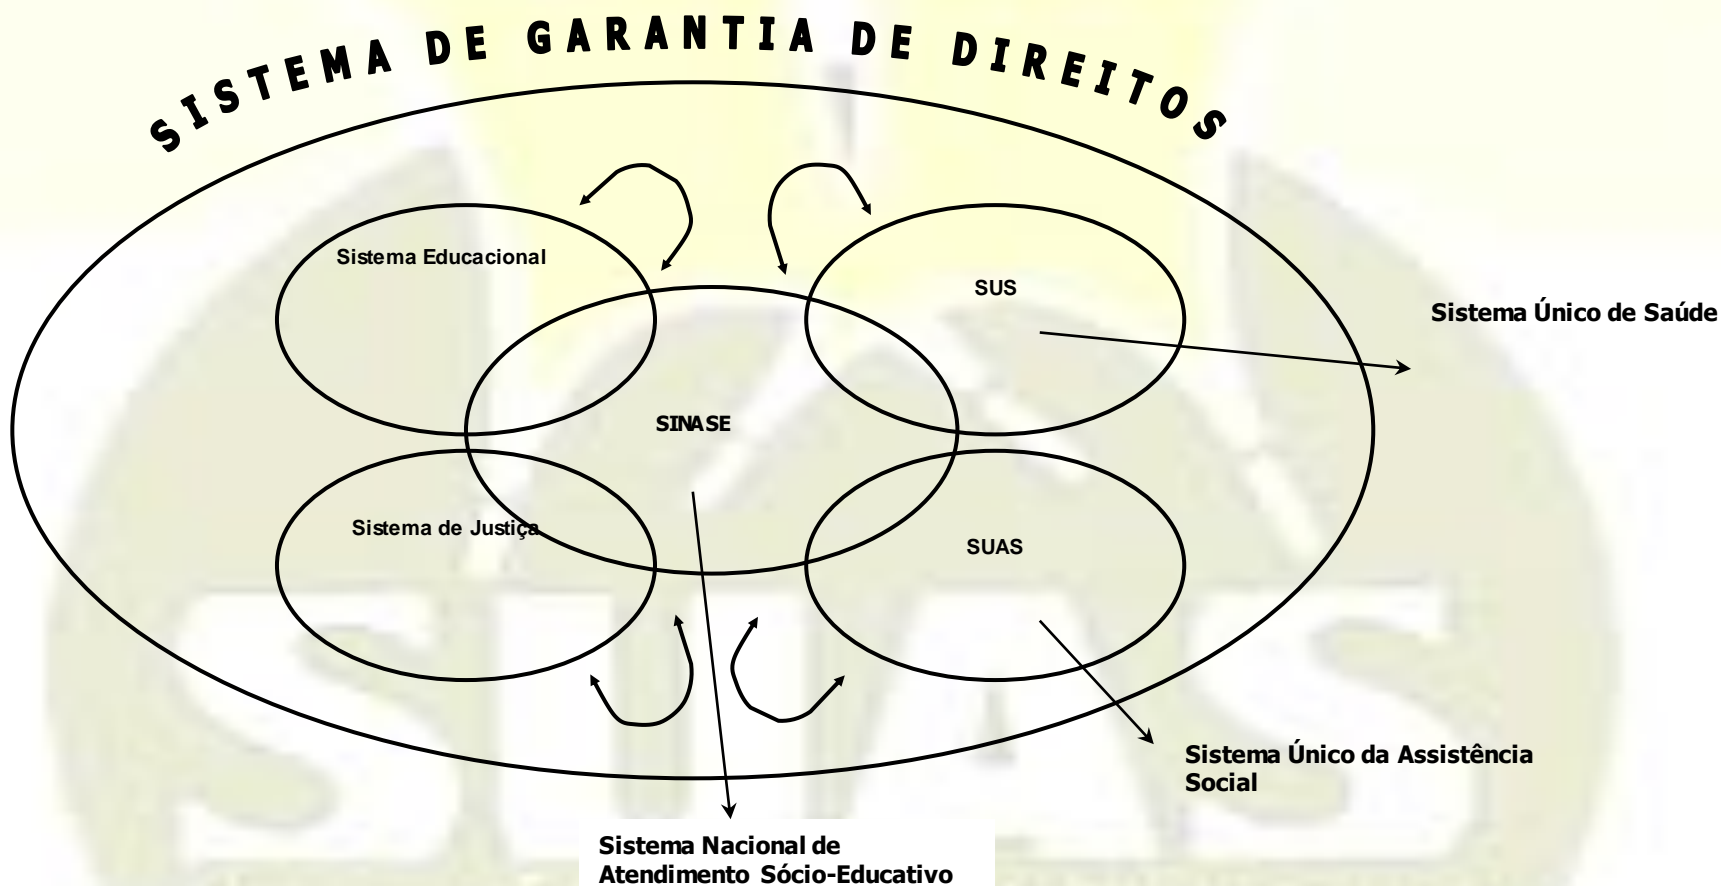 SISTEMA DE GARANTIA DE DIREITOS
Sistema Educacional
SUS
Sistema Único de Saúde
SINASE
Sistema de Justiça
SUAS
Sistema Único da Assistência
Social
Sistema Nacional de
Atendimento Sócio-Educativo
SUAS